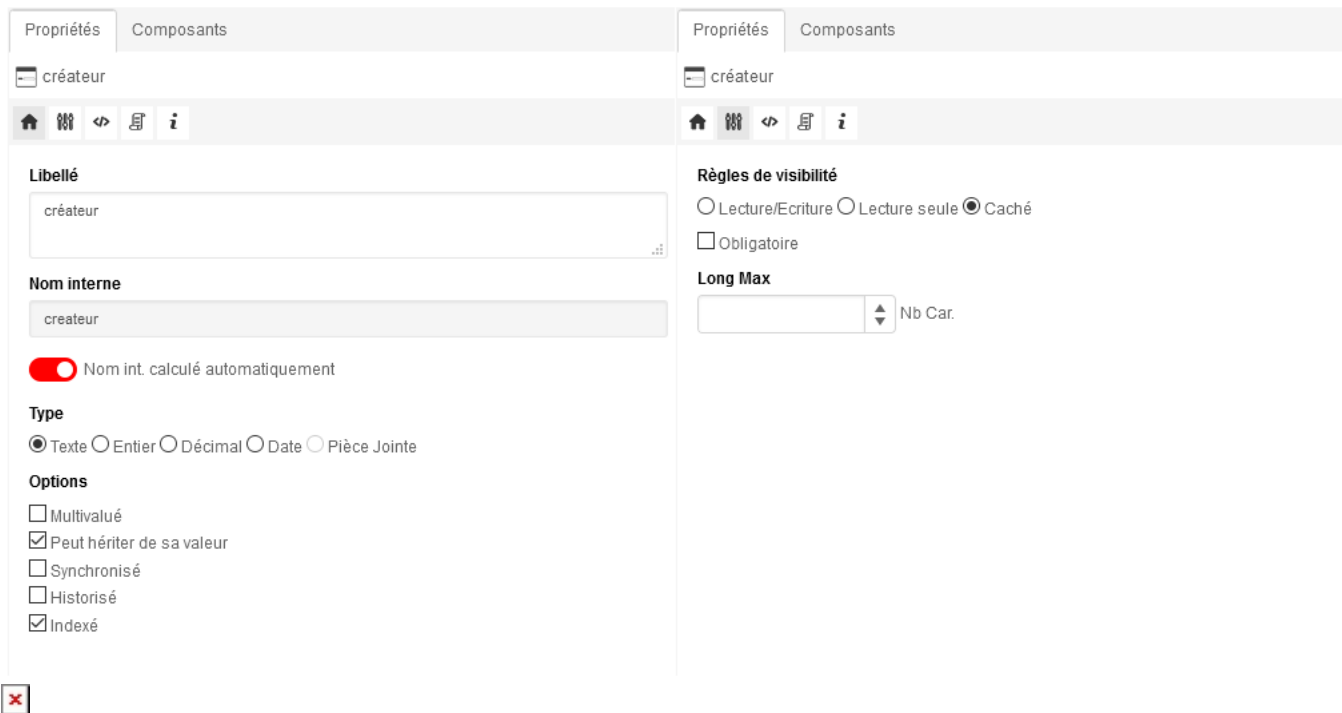 Propriétés Composants
créateur
Libellé
créateur
Nom interne
createur
Nom int. calculé automatiquement
Type
Texte Entier Décimal Date Pièce Jointe
Options
Multivalué
Peut hériter de sa valeur
Synchronisé
Historisé
Indexé
Propriétés Composants
créateur
Règles de visibilité
Lecture/Ecriture Lecture seule Caché
Obligatoire
Long Max
Nb Car.